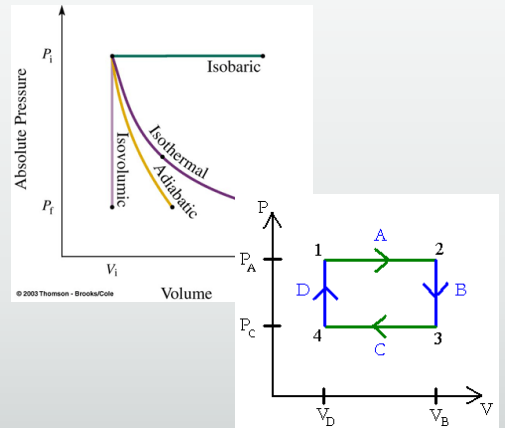 Absolute Pressure
Pi
Isobaric
Isothermal
Adiabatic
Isovolumic
Pf
Vi
Volume
© 2003 Thomson - Brooks/Cole
P
A
1
2
PA
D
B
PC
4
3
C
VD
VB
V